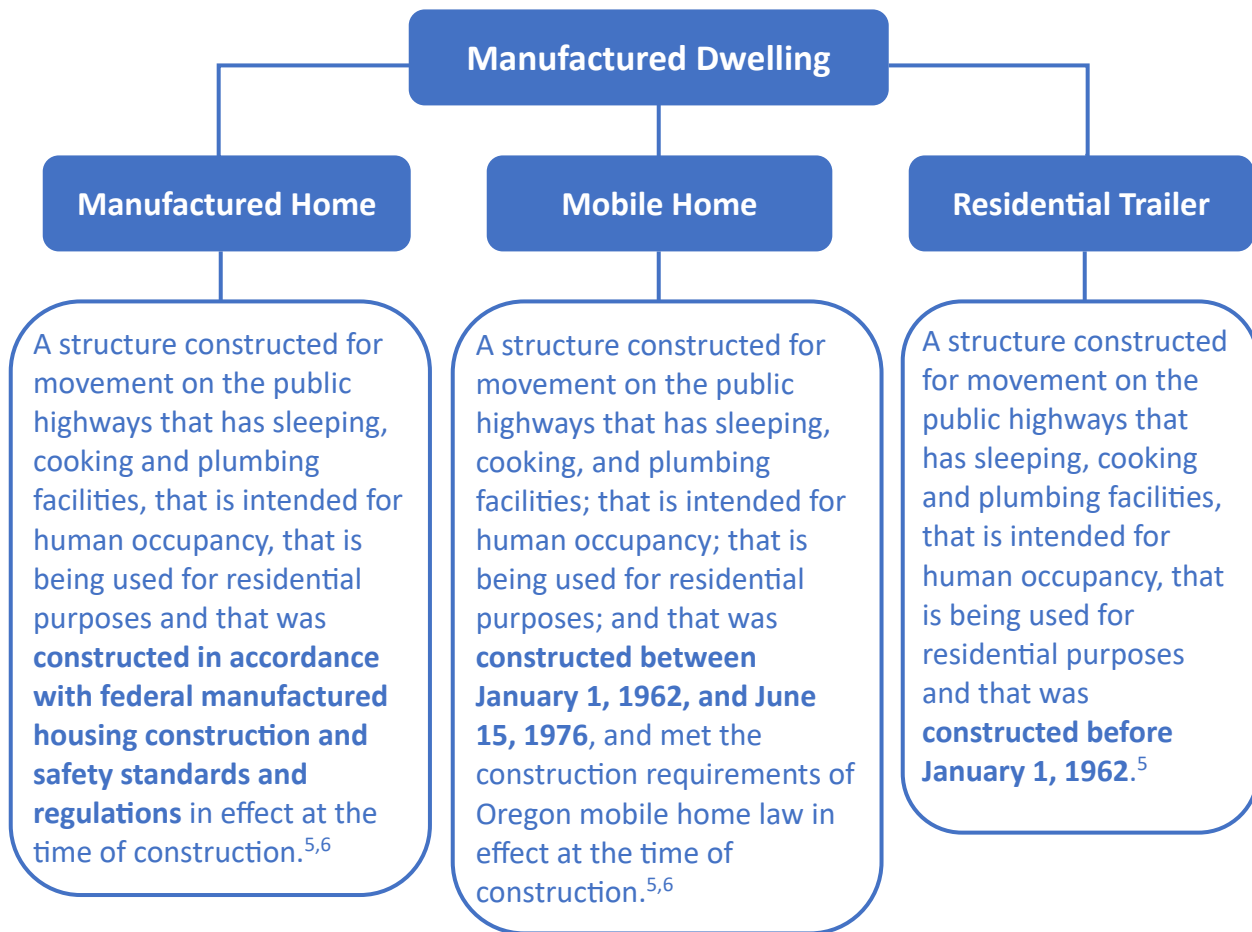 Manufactured Dwelling
Manufactured Home
Mobile Home
Residential Trailer
A structure constructed for
movement on the public
highways that has sleeping,
cooking and plumbing
facilities, that is intended for
human occupancy, that is
being used for residential
purposes and that was
constructed in accordance
with federal manufactured
housing construction and
safety standards and
regulations in effect at the
time of construction.5,6
A structure constructed for
movement on the public
highways that has sleeping,
cooking, and plumbing
facilities; that is intended for
human occupancy; that is
being used for residential
purposes; and that was
constructed between
January 1, 1962, and June
15, 1976, and met the
construction requirements of
Oregon mobile home law in
effect at the time of
construction.5,6
A structure constructed
for movement on the
public highways that
has sleeping, cooking
and plumbing facilities,
that is intended for
human occupancy, that
is being used for
residential purposes
and that was
constructed before
January 1, 1962.5